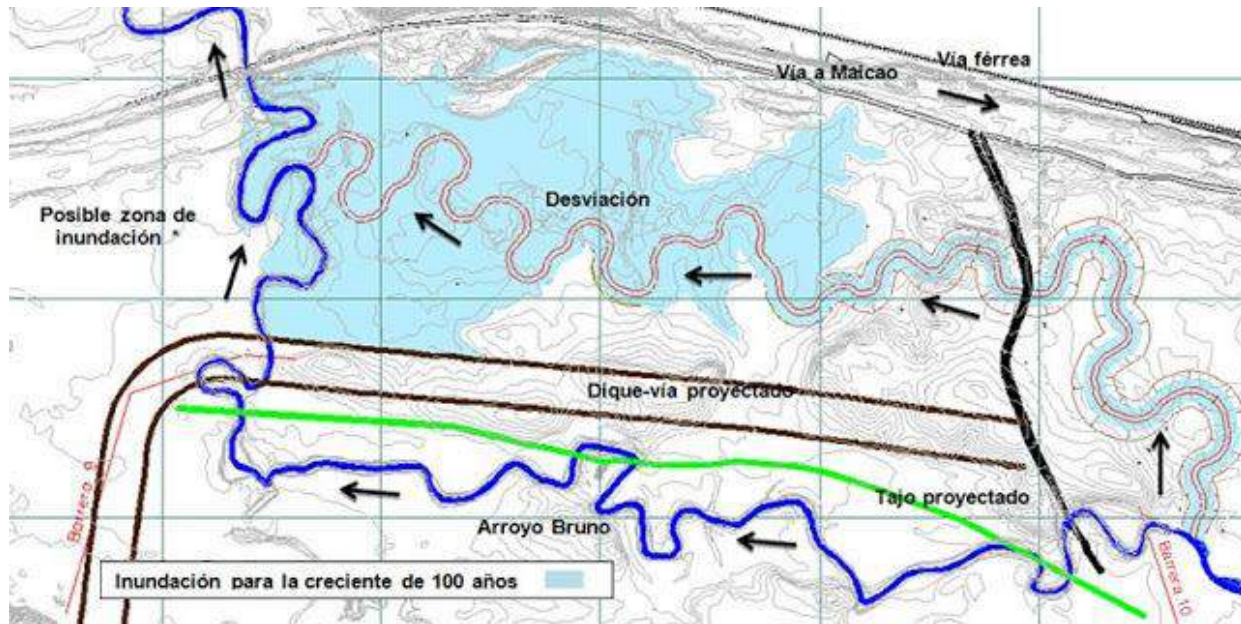 Vía férrea
Vía a Maicao
Desviación
Posible zona de
inundación *
Dique-vía proyectado
Barrera 9
Tajo proyectado
Arroyo Bruno
Barrera 10
Inundación para la creciente de 100 años